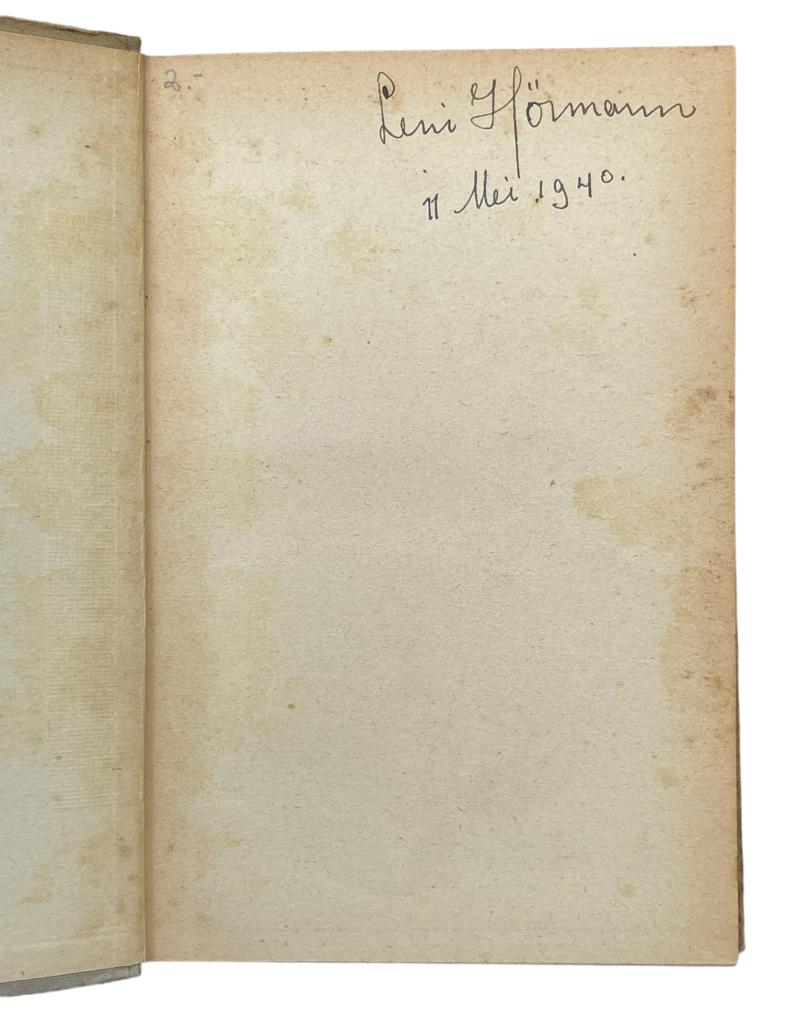 2.-
Leni Hörmann
11 Mei 1940.